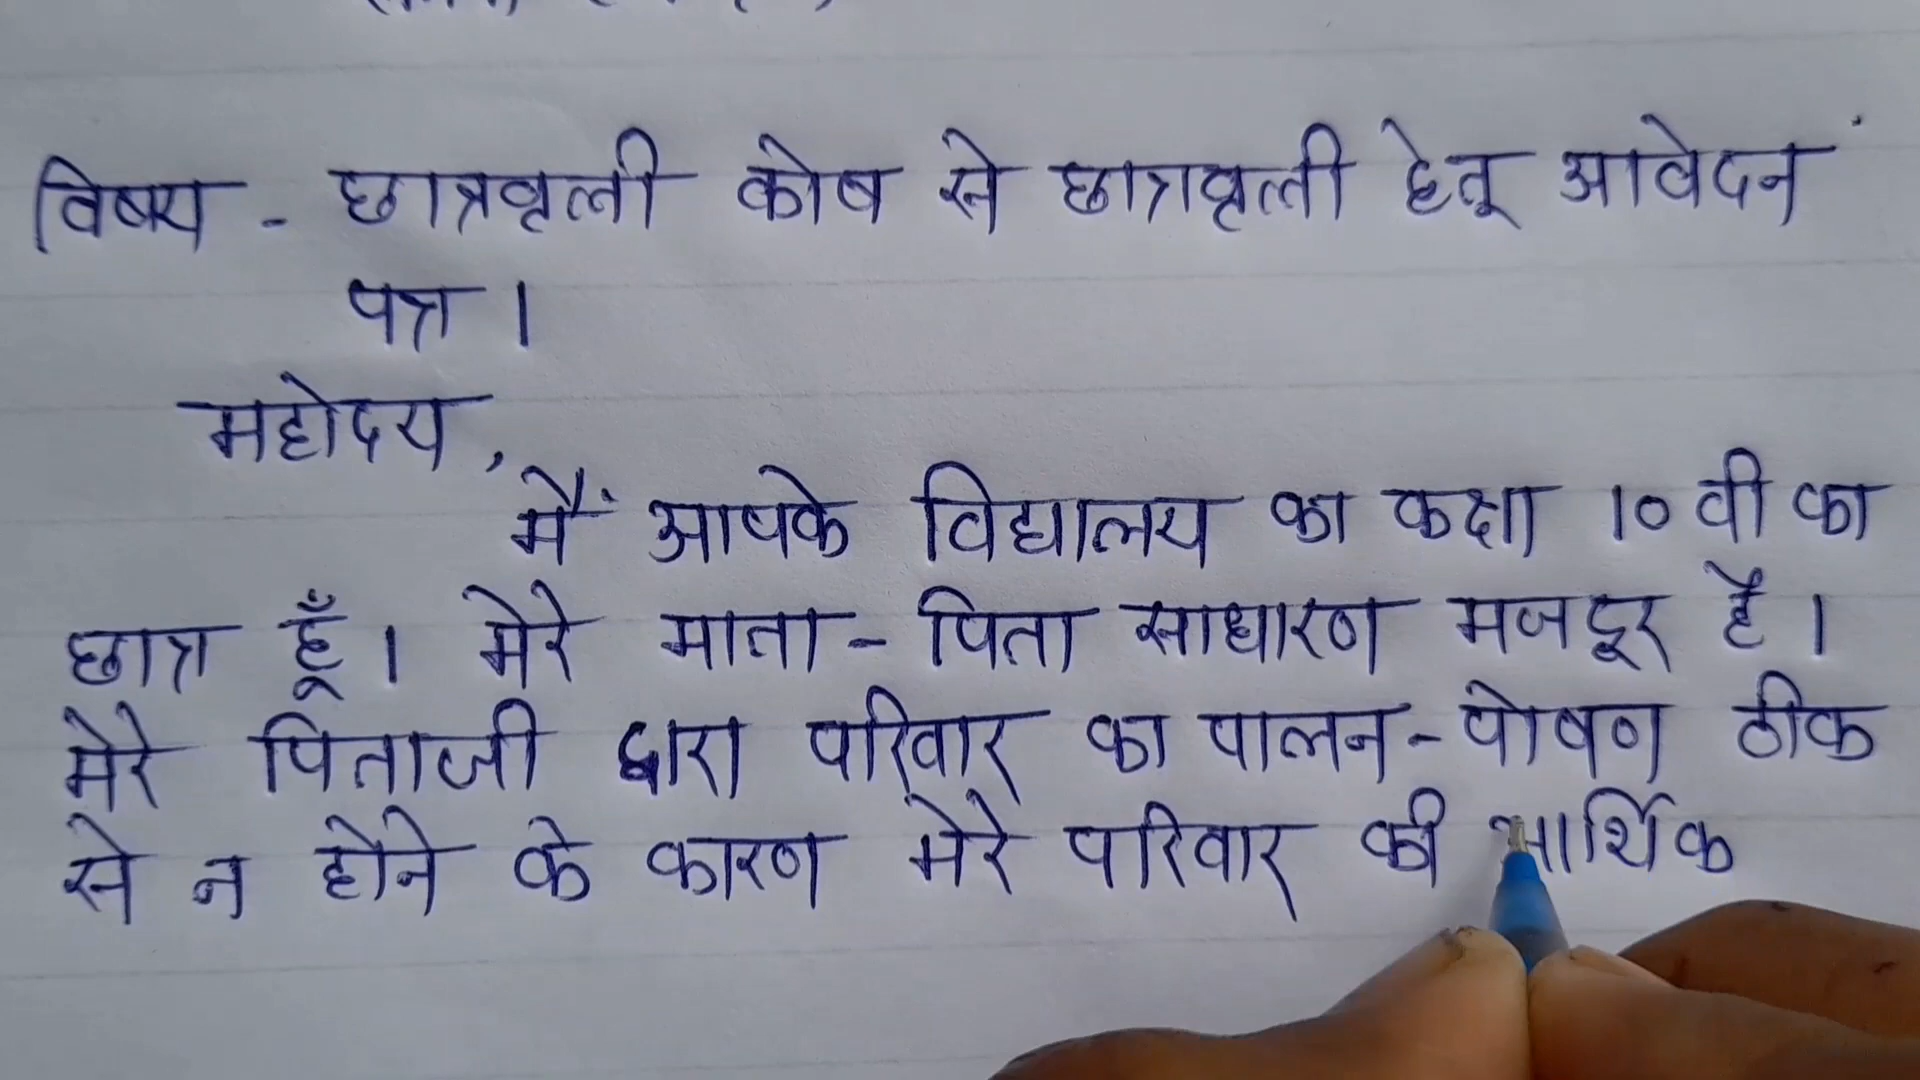 विषय - छात्रवृती कोष से छात्रवृती हेतू आवेदन
पत्र ।
महोदय ,
मैं आपके विद्यालय का कक्षा 10 वी का
छात्र हूँ । मेरे माता - पिता साधारण मजदूर है ।
मेरे पिताजी द्वारा परिवार का पालन - पोषण ठीक
से न होने के कारण मेरे परिवार की आर्थिक